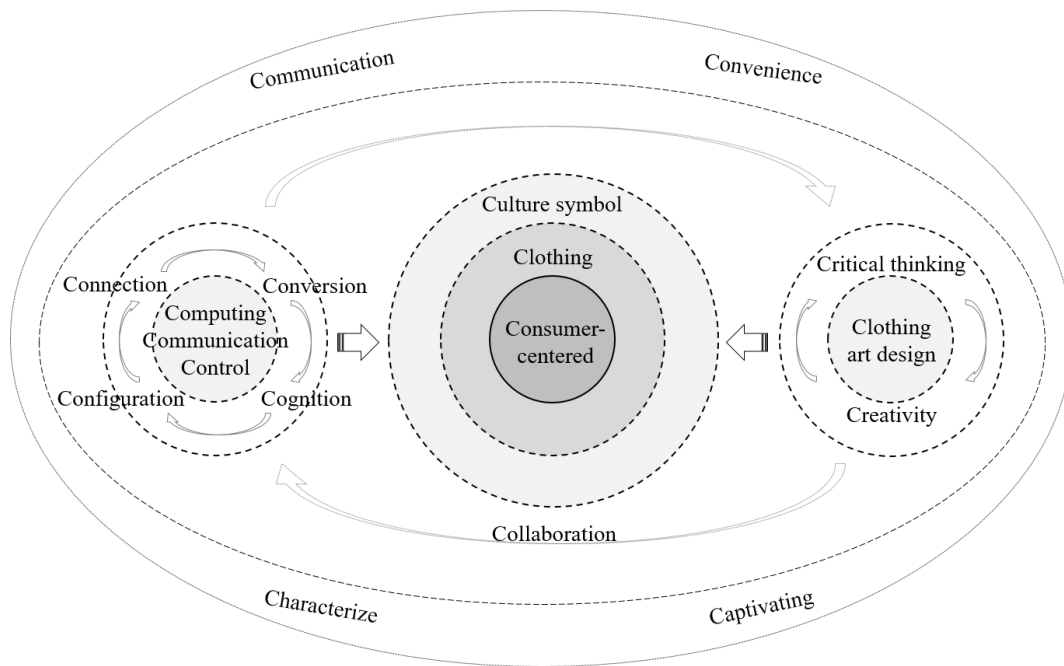 Communication
Convenience
Culture symbol
Clothing
Consumer-
centered
Connection
Conversion
Computing
Communication
Control
Configuration
Cognition
Critical thinking
Clothing
art design
Creativity
Collaboration
Characterize
Captivating